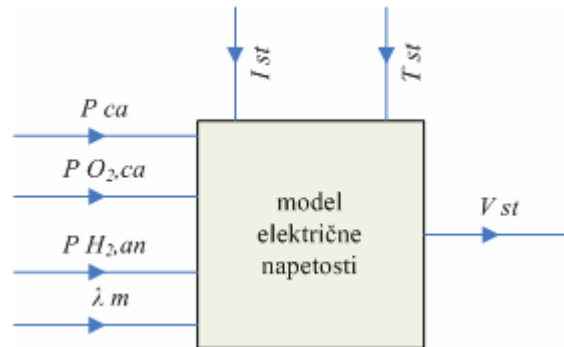 I st
T st
P ca
P O₂,ca
P H₂,an
λ m
model
električne
napetosti
V st